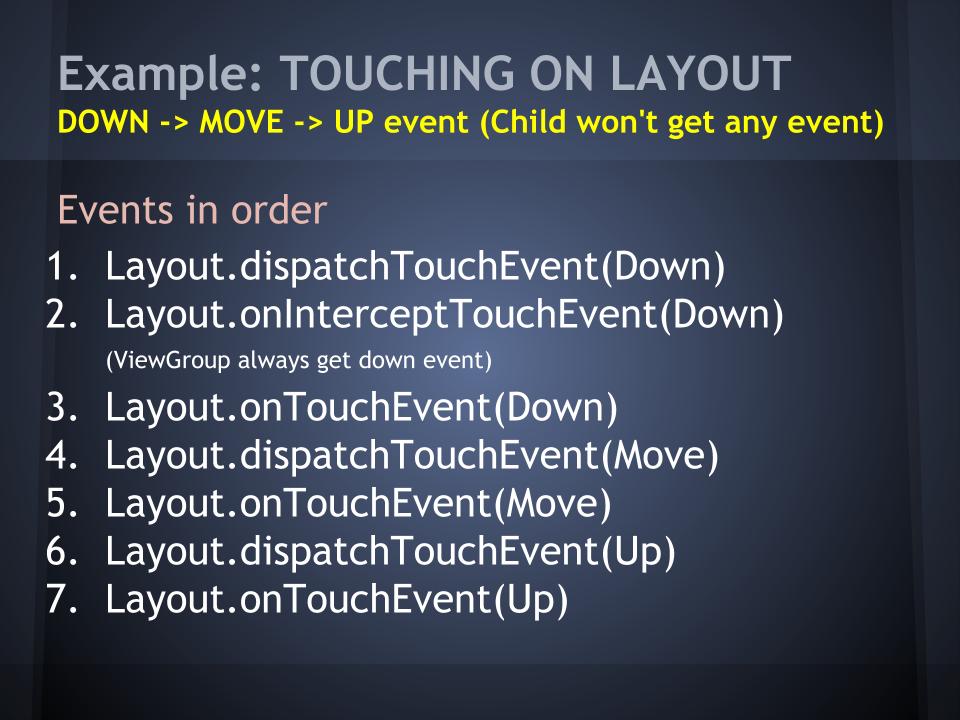 Example: TOUCHING ON LAYOUT
DOWN -> MOVE -> UP event (Child won't get any event)
Events in order
1. Layout.dispatchTouchEvent(Down)
2. Layout.onInterceptTouchEvent(Down)
(ViewGroup always get down event)
3. Layout.onTouchEvent(Down)
4. Layout.dispatchTouchEvent(Move)
5. Layout.onTouchEvent(Move)
6. Layout.dispatchTouchEvent(Up)
7. Layout.onTouchEvent(Up)